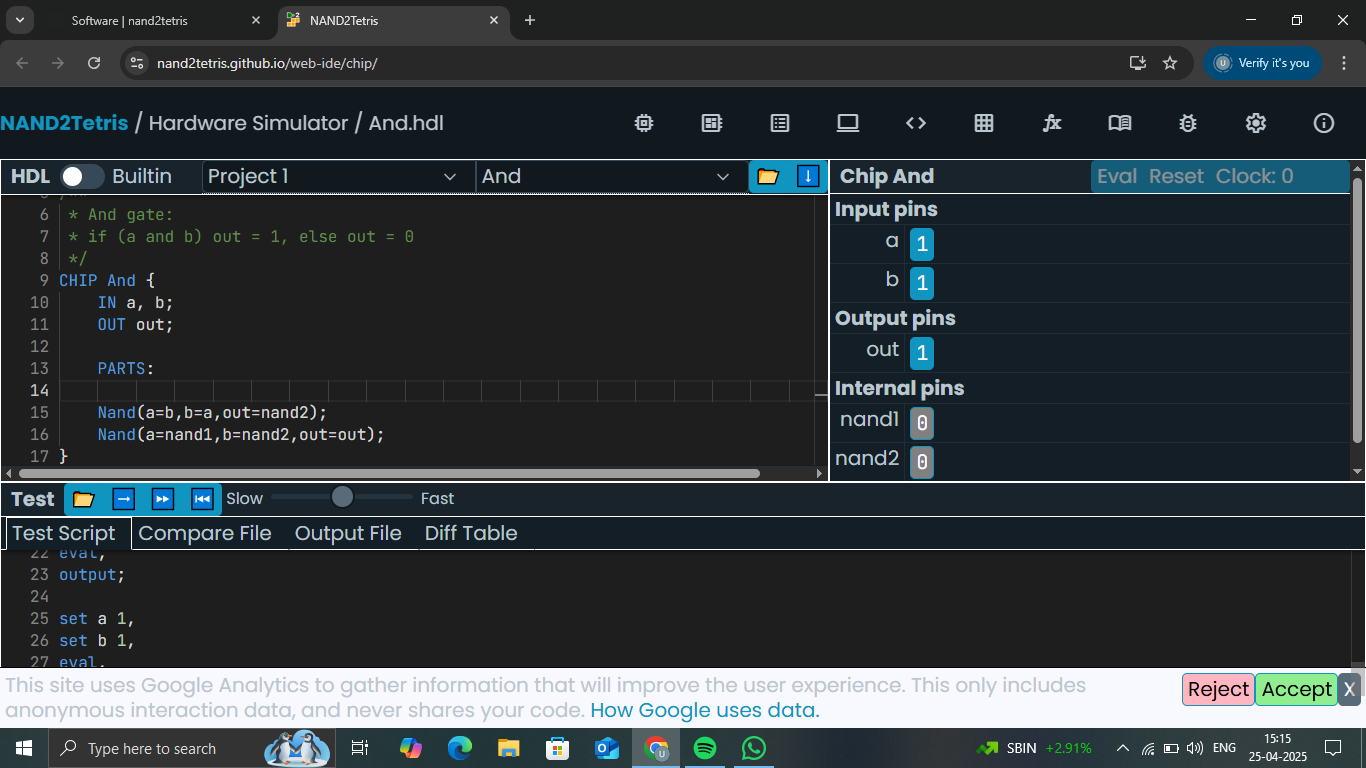 Software | nand2tetris
NAND2Tetris
nand2tetris.github.io/web-ide/chip/
U
Verify it's you
NAND2Tetris / Hardware Simulator / And.hdl
HDL Builtin Project 1 And
Chip And Eval Reset Clock: 0
6 * And gate:
7 * if (a and b) out = 1, else out = 0
8 */
9 CHIP And {
10 IN a, b;
11 OUT out;
12
13 PARTS:
14
15 Nand(a=b,b=a,out=nand2);
16 Nand(a=nand1,b=nand2,out=out);
17 }
Input pins
a 1
b 1
Output pins
out 1
Internal pins
nand1 0
nand2 0
Test Slow Fast
Test Script Compare File Output File Diff Table
22 eval,
23 output;
24
25 set a 1,
26 set b 1,
27 eval,
This site uses Google Analytics to gather information that will improve the user experience. This only includes
anonymous interaction data, and never shares your code. How Google uses data.
Reject Accept X
Type here to search
SBIN +2.91%
ENG
15:15
25-04-2025